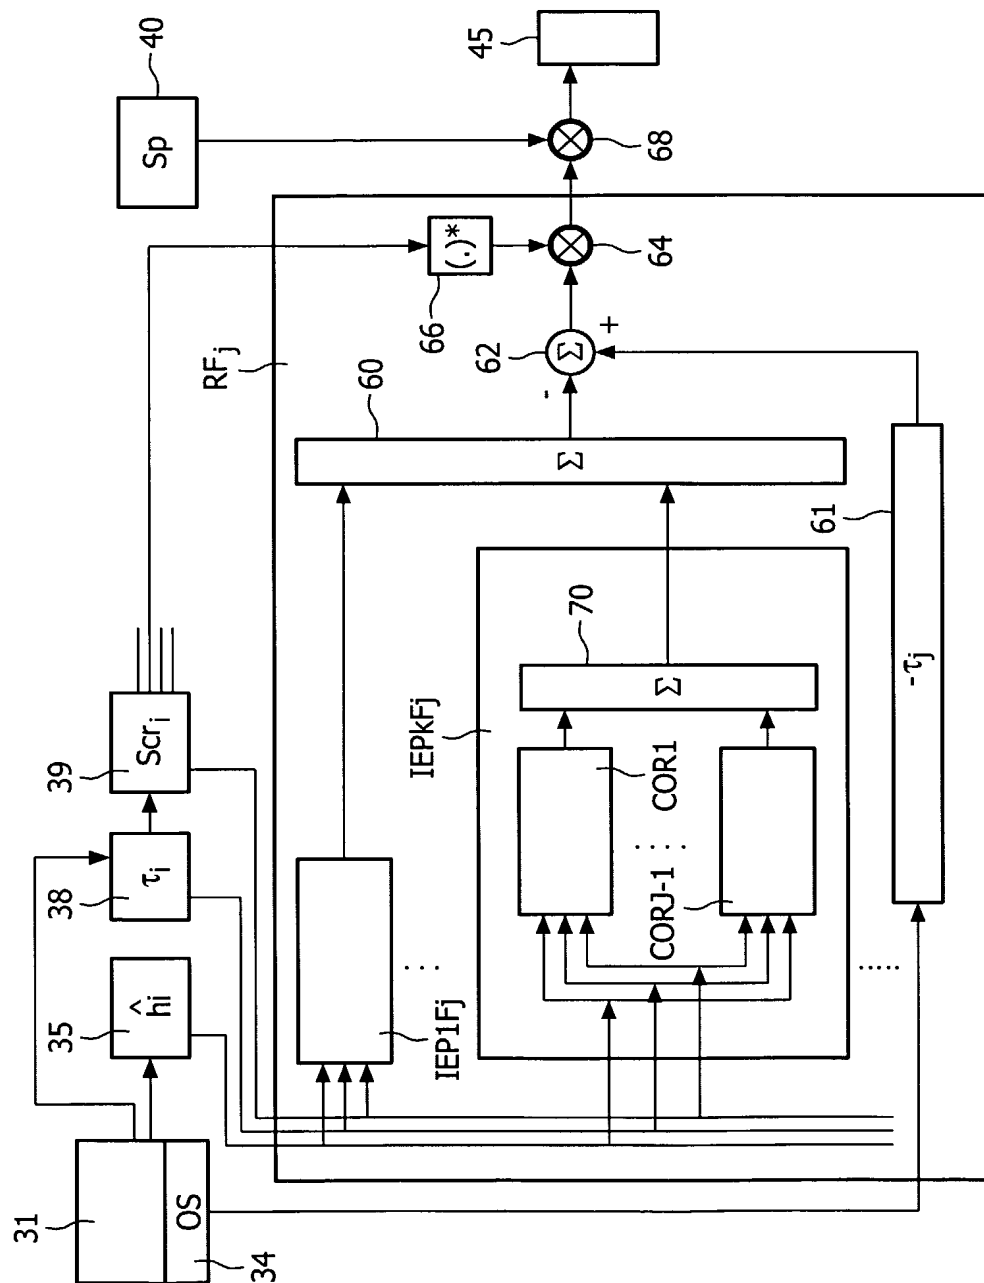 31
OS
34
35
ĥi
38
τi
39
Scri
40
Sp
45
68
64
66
(.)*
62
Σ
+
-
RFj
60
Σ
61
-τj
IEP1Fj
. . .
IEPkFj
70
Σ
COR1
. . . .
CORJ-1
.....